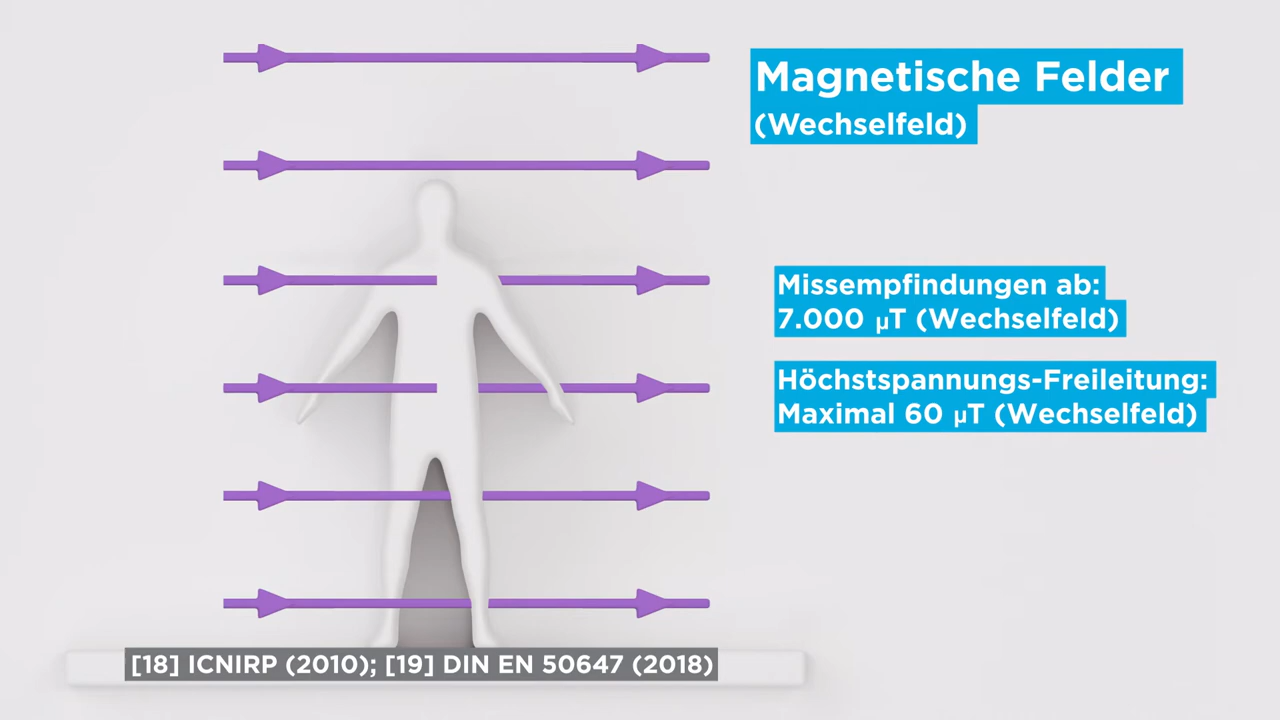 Magnetische Felder
(Wechselfeld)
Missempfindungen ab:
7.000 µT (Wechselfeld)
Höchstspannungs-Freileitung:
Maximal 60 µT (Wechselfeld)
[18] ICNIRP (2010); [19] DIN EN 50647 (2018)